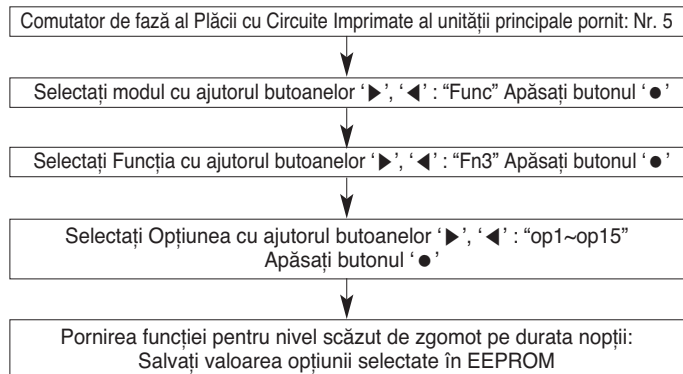 Comutator de fază al Plăcii cu Circuite Imprimate al unității principale pornit: Nr. 5
Selectați modul cu ajutorul butoanelor ‘▶’, ‘◀’ : “Func” Apăsați butonul ‘●’
Selectați Funcția cu ajutorul butoanelor ‘▶’, ‘◀’ : “Fn3” Apăsați butonul ‘●’
Selectați Opțiunea cu ajutorul butoanelor ‘▶’, ‘◀’ : “op1~op15”
Apăsați butonul ‘●’
Pornirea funcției pentru nivel scăzut de zgomot pe durata nopții:
Salvați valoarea opțiunii selectate în EEPROM